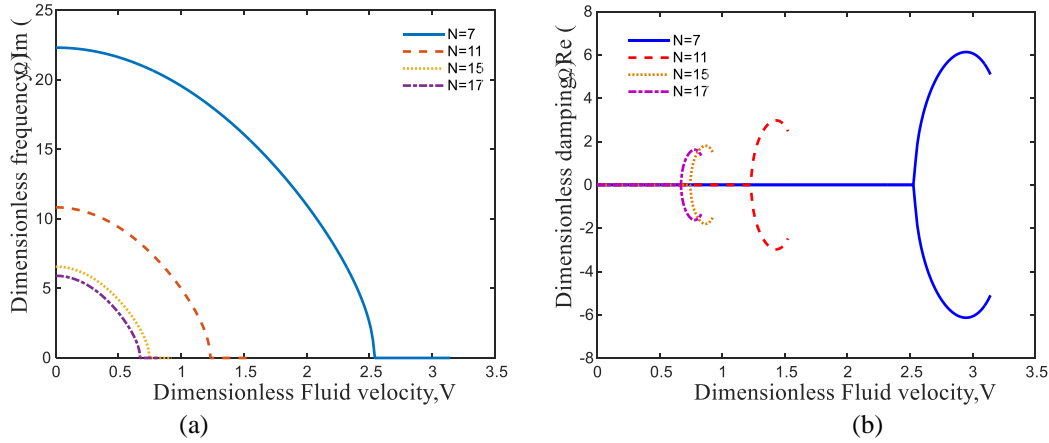 Dimensionless frequency,Im (Ω)
25
20
15
10
5
0
0
0.5
1
1.5
2
2.5
3
3.5
N=7
N=11
N=15
N=17
Dimensionless Fluid velocity,V
(a)
Dimensionless damping,Re (Ω)
8
6
4
2
0
-2
-4
-6
-8
0
0.5
1
1.5
2
2.5
3
3.5
N=7
N=11
N=15
N=17
Dimensionless Fluid velocity,V
(b)